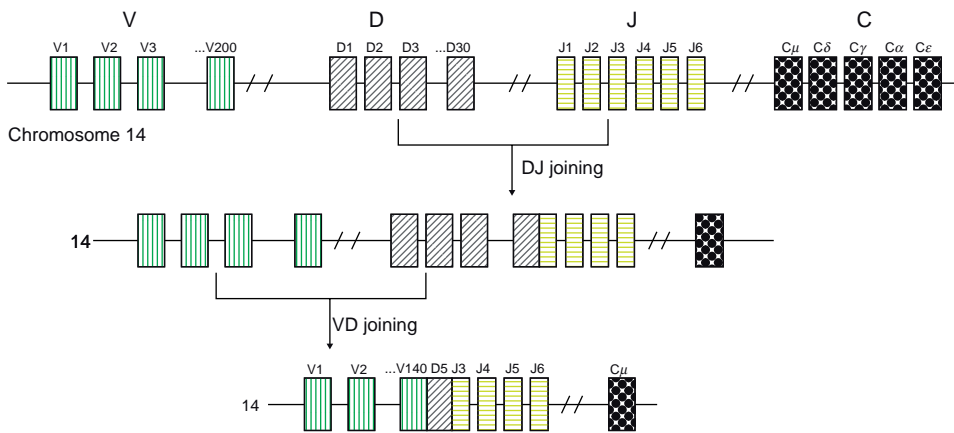 V D J C
V1 V2 V3 ...V200 D1 D2 D3 ...D30 J1 J2 J3 J4 J5 J6 Cμ Cδ Cγ Cα Cε
Chromosome 14
DJ joining
14
VD joining
V1 V2 ...V140 D5 J3 J4 J5 J6 Cμ
14